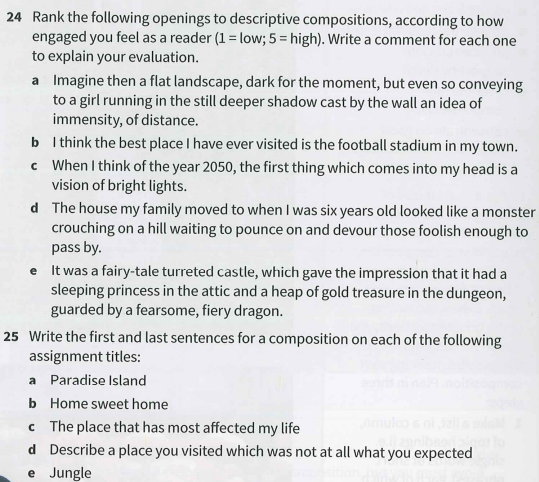 24 Rank the following openings to descriptive compositions, according to how
engaged you feel as a reader (1 = low; 5 = high). Write a comment for each one
to explain your evaluation.
a Imagine then a flat landscape, dark for the moment, but even so conveying
to a girl running in the still deeper shadow cast by the wall an idea of
immensity, of distance.
b I think the best place I have ever visited is the football stadium in my town.
c When I think of the year 2050, the first thing which comes into my head is a
vision of bright lights.
d The house my family moved to when I was six years old looked like a monster
crouching on a hill waiting to pounce on and devour those foolish enough to
pass by.
e It was a fairy-tale turreted castle, which gave the impression that it had a
sleeping princess in the attic and a heap of gold treasure in the dungeon,
guarded by a fearsome, fiery dragon.
25 Write the first and last sentences for a composition on each of the following
assignment titles:
a Paradise Island
b Home sweet home
c The place that has most affected my life
d Describe a place you visited which was not at all what you expected
e Jungle